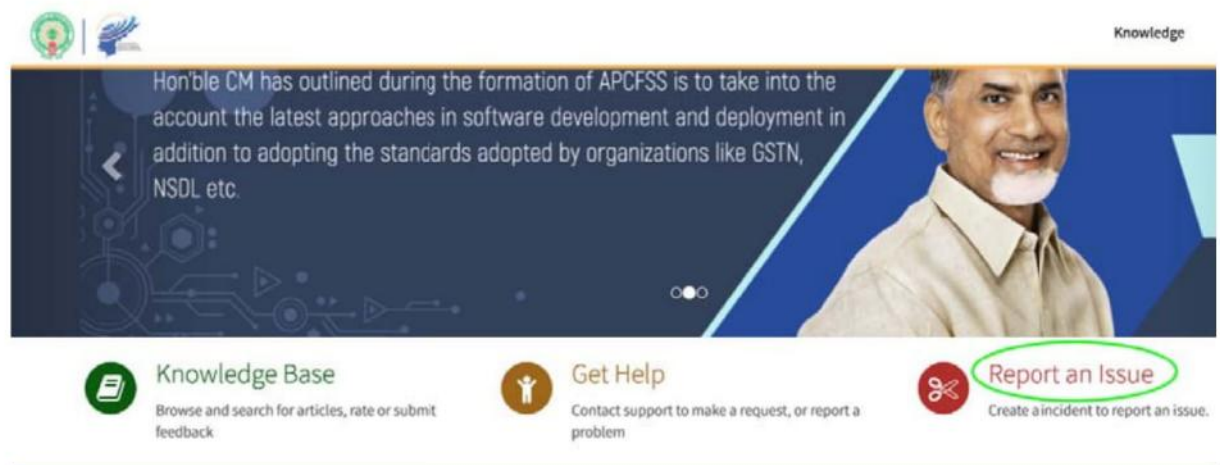 Knowledge
Hon'ble CM has outlined during the formation of APCFSS is to take into the
account the latest approaches in software development and deployment in
addition to adopting the standards adopted by organizations like GSTN,
NSDL etc.
Knowledge Base
Browse and search for articles, rate or submit
feedback
Get Help
Contact support to make a request, or report a
problem
Report an Issue
Create a incident to report an issue.